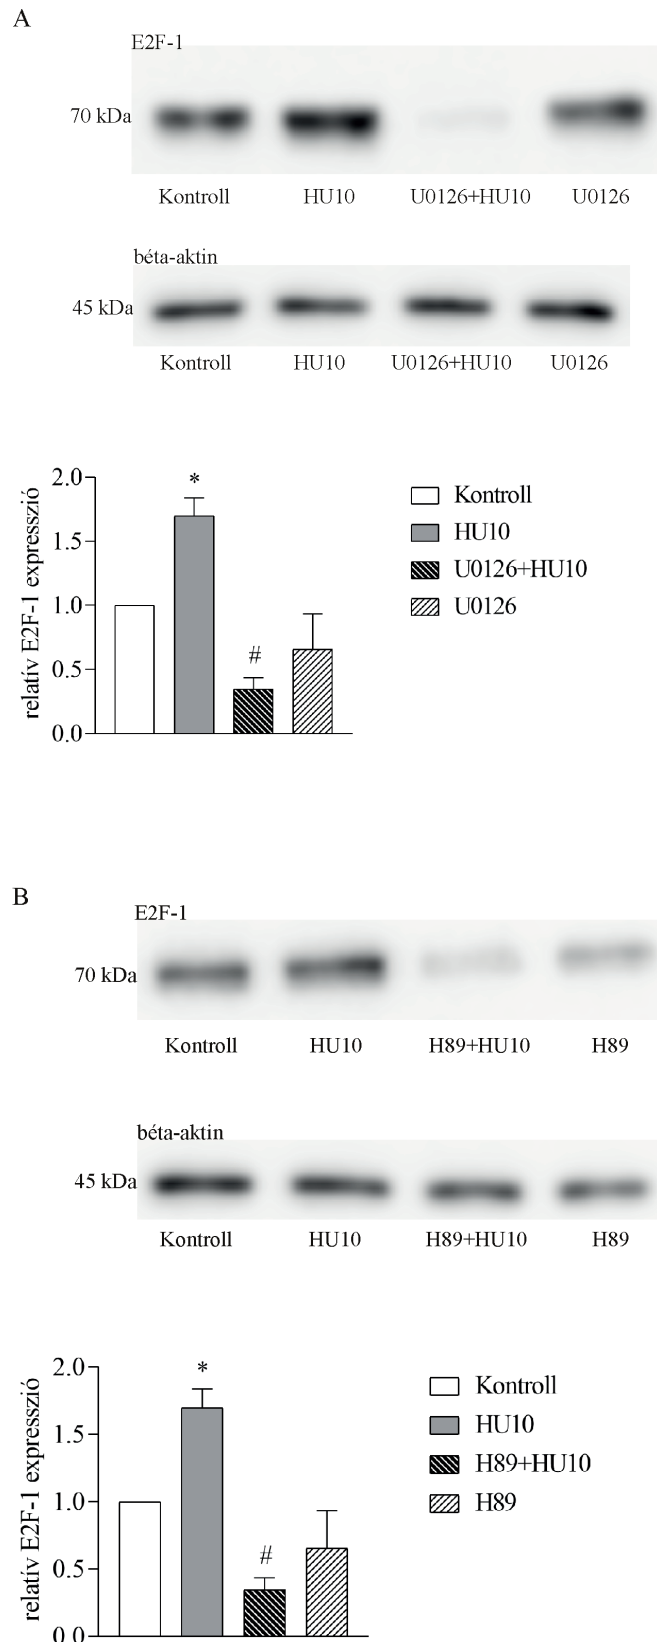 A
E2F-1
70 kDa
Kontroll HU10 U0126+HU10 U0126
béta-aktin
45 kDa
Kontroll HU10 U0126+HU10 U0126
relatív E2F-1 expresszió
2.0
1.5
1.0
0.5
0.0
*
#
Kontroll
HU10
U0126+HU10
U0126
B
E2F-1
70 kDa
Kontroll HU10 H89+HU10 H89
béta-aktin
45 kDa
Kontroll HU10 H89+HU10 H89
relatív E2F-1 expresszió
2.0
1.5
1.0
0.5
0.0
*
#
Kontroll
HU10
H89+HU10
H89